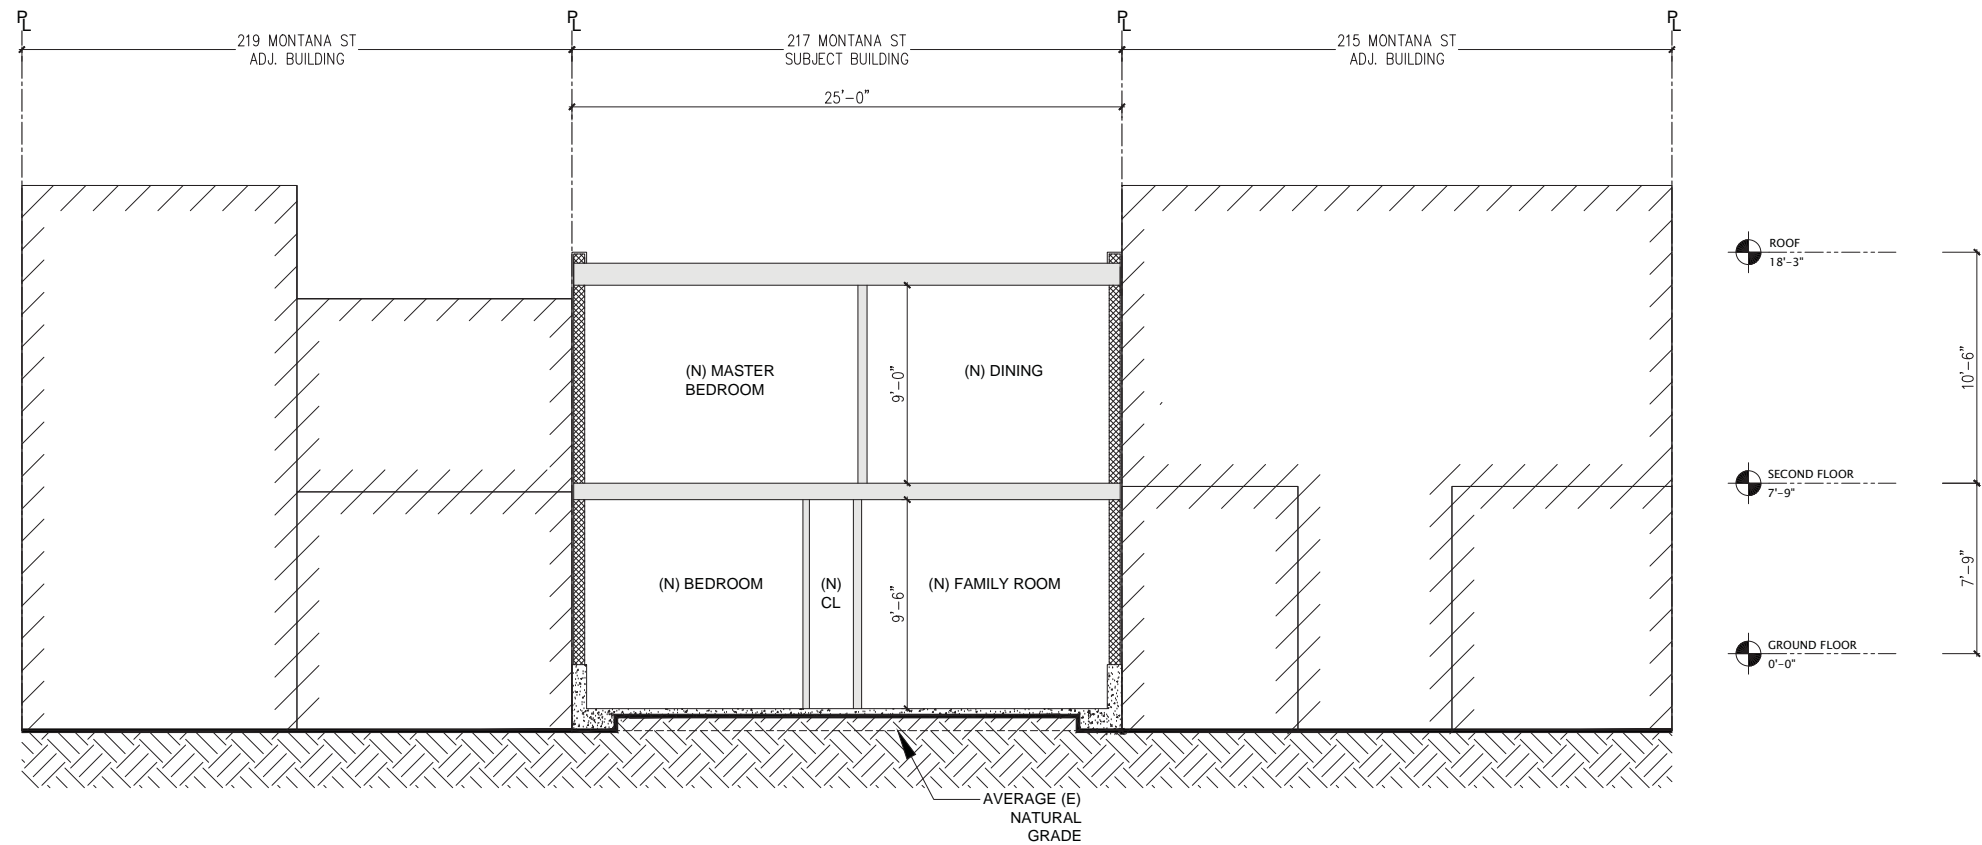 PL PL PL PL
219 MONTANA ST
ADJ. BUILDING
217 MONTANA ST
SUBJECT BUILDING
215 MONTANA ST
ADJ. BUILDING
25'-0"
ROOF
18'-3"
10'-6"
(N) MASTER
BEDROOM
9'-0"
(N) DINING
SECOND FLOOR
7'-9"
7'-9"
(N) BEDROOM
(N)
CL
9'-6"
(N) FAMILY ROOM
GROUND FLOOR
0'-0"
AVERAGE (E)
NATURAL
GRADE